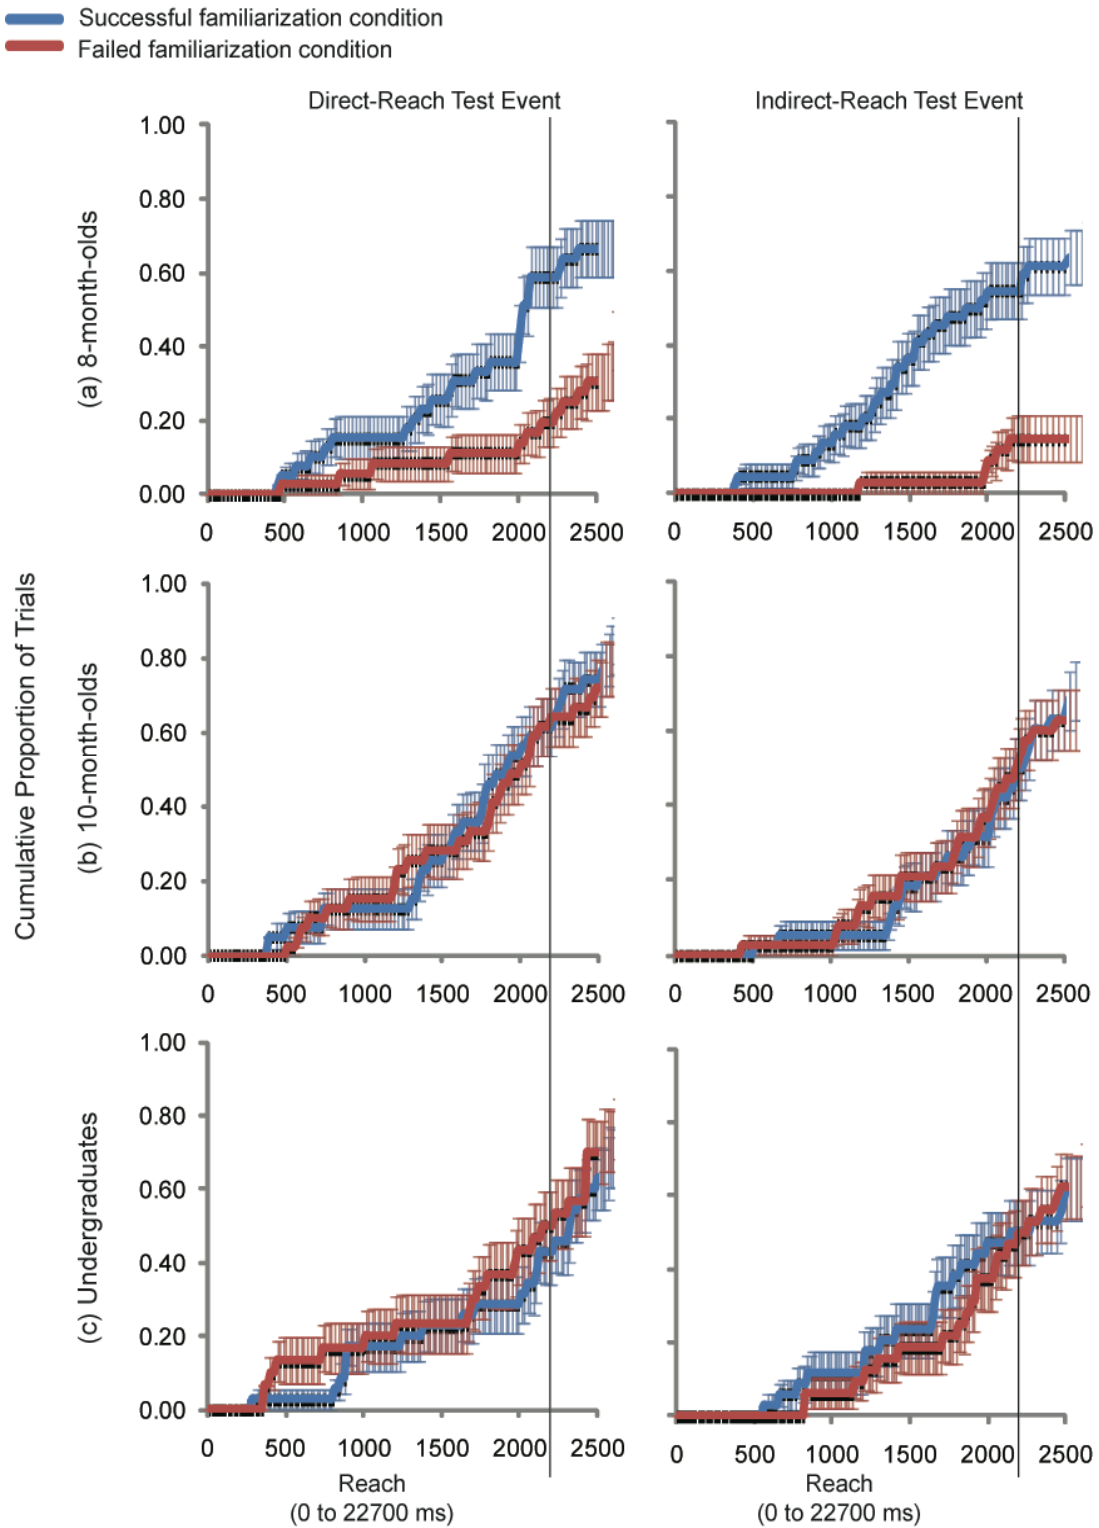 Successful familiarization condition
Failed familiarization condition
Direct-Reach Test Event
Indirect-Reach Test Event
Cumulative Proportion of Trials
(a) 8-month-olds
1.00
0.80
0.60
0.40
0.20
0.00
0 500 1000 1500 2000 2500
0 500 1000 1500 2000 2500
(b) 10-month-olds
1.00
0.80
0.60
0.40
0.20
0.00
0 500 1000 1500 2000 2500
0 500 1000 1500 2000 2500
(c) Undergraduates
1.00
0.80
0.60
0.40
0.20
0.00
0 500 1000 1500 2000 2500
0 500 1000 1500 2000 2500
Reach
(0 to 22700 ms)
Reach
(0 to 22700 ms)